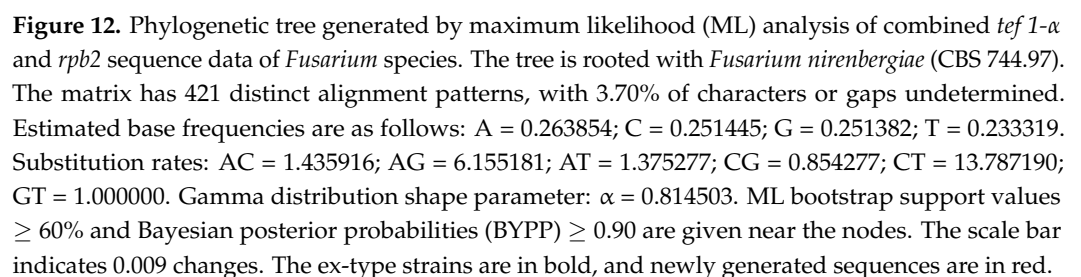 Figure 12. Phylogenetic tree generated by maximum likelihood (ML) analysis of combined tef 1-α
and rpb2 sequence data of Fusarium species. The tree is rooted with Fusarium nirenbergiae (CBS 744.97).
The matrix has 421 distinct alignment patterns, with 3.70% of characters or gaps undetermined.
Estimated base frequencies are as follows: A = 0.263854; C = 0.251445; G = 0.251382; T = 0.233319.
Substitution rates: AC = 1.435916; AG = 6.155181; AT = 1.375277; CG = 0.854277; CT = 13.787190;
GT = 1.000000. Gamma distribution shape parameter: α = 0.814503. ML bootstrap support values
≥ 60% and Bayesian posterior probabilities (BYPP) ≥ 0.90 are given near the nodes. The scale bar
indicates 0.009 changes. The ex-type strains are in bold, and newly generated sequences are in red.